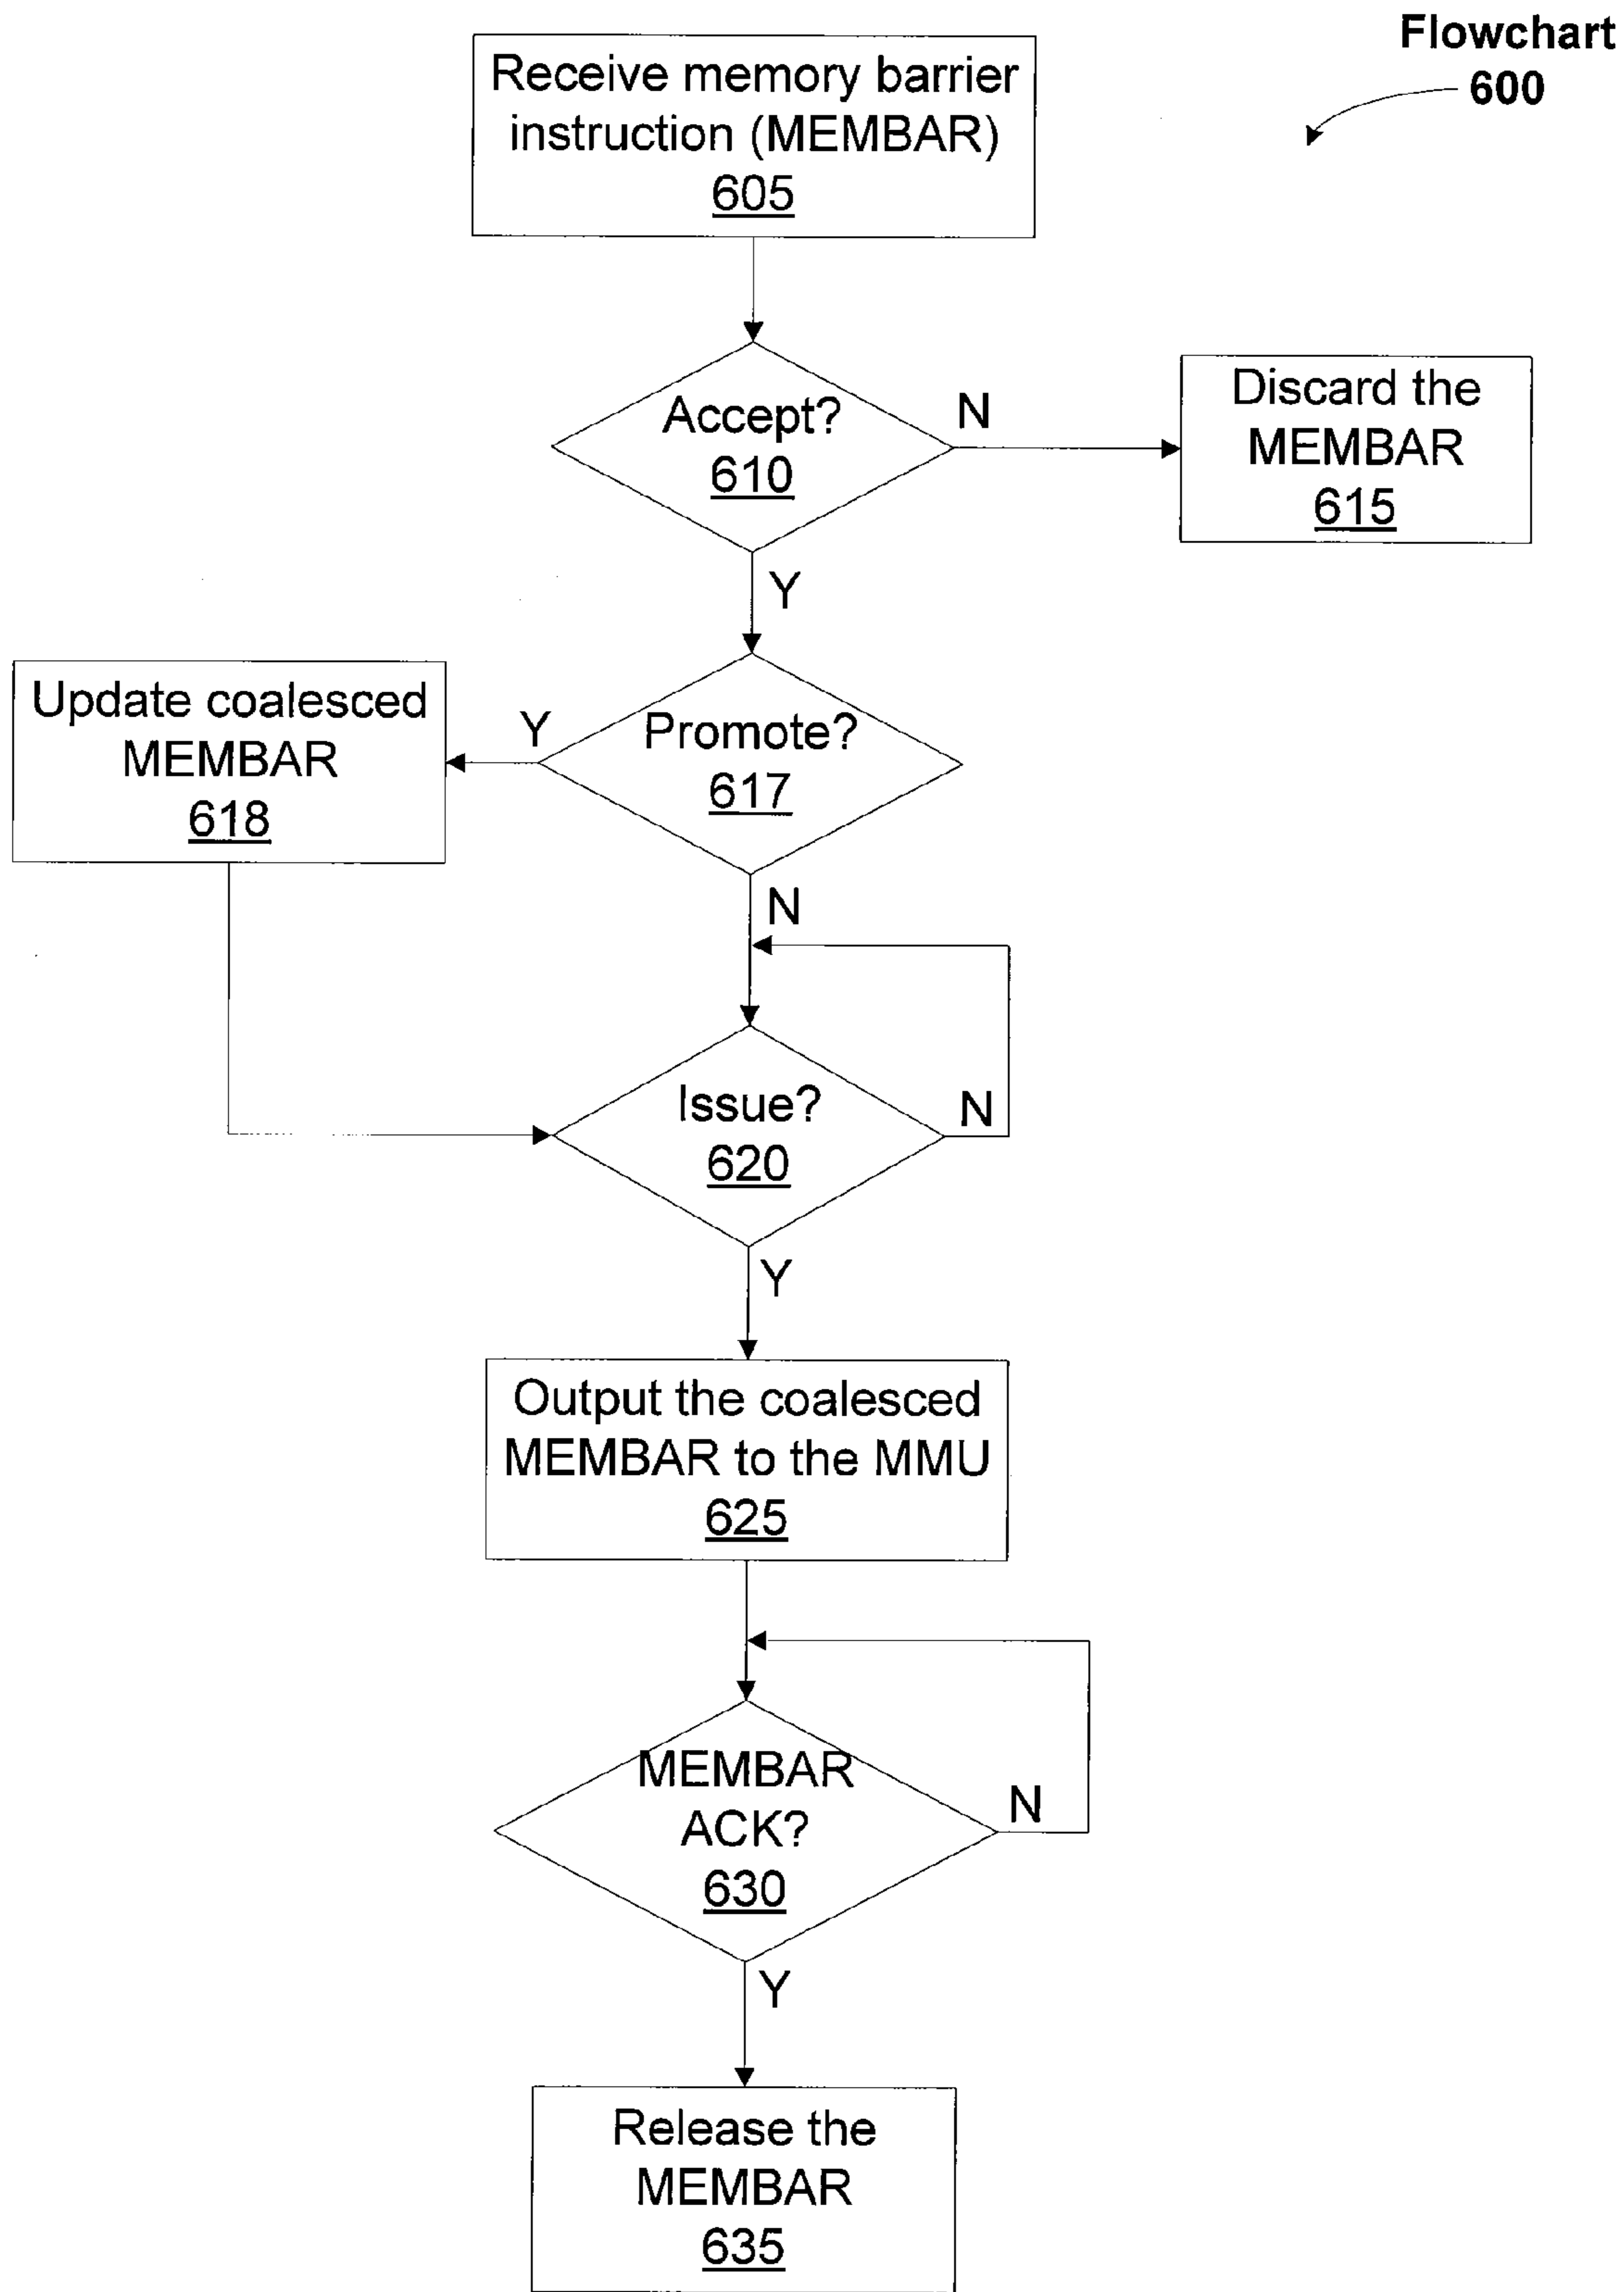 Flowchart
600
Receive memory barrier
instruction (MEMBAR)
605
Accept?
610
N
Discard the
MEMBAR
615
Y
Update coalesced
MEMBAR
618
Y
Promote?
617
N
Issue?
620
N
Y
Output the coalesced
MEMBAR to the MMU
625
MEMBAR
ACK?
630
N
Y
Release the
MEMBAR
635